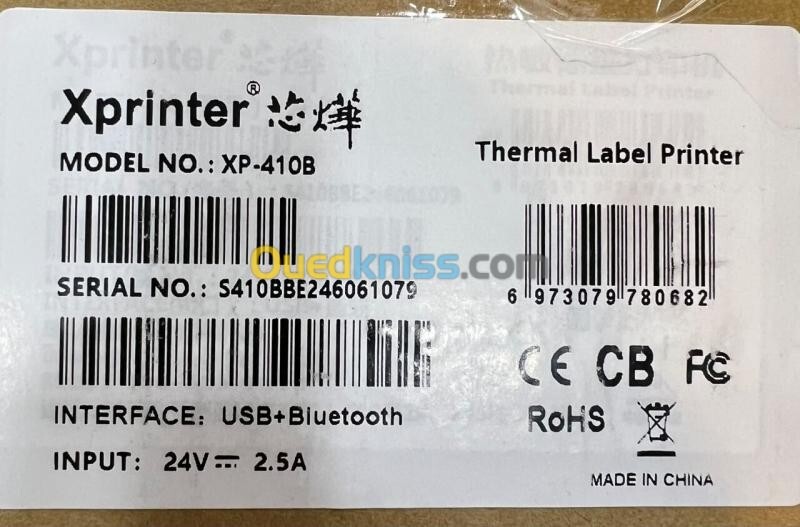 Xprinter® 芯烨
MODEL NO.: XP-410B
Thermal Label Printer
SERIAL NO.: S410BBE246061079
6 973079 780682
Ouedkniss.com
CE CB FC
INTERFACE: USB+Bluetooth
RoHS
INPUT: 24V⎓ 2.5A
MADE IN CHINA